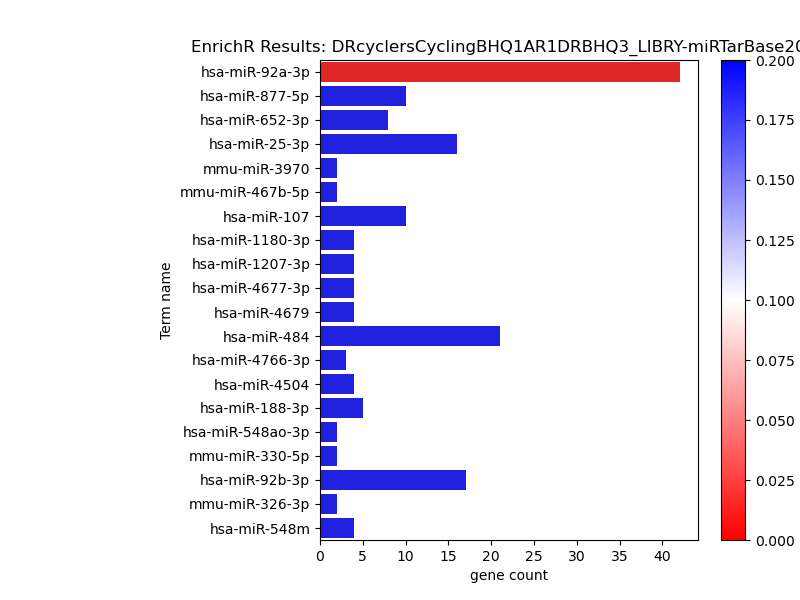 EnrichR Results: DRcyclersCyclingBHQ1AR1DRBHQ3_LIBRY-miRTarBase20
hsa-miR-92a-3p
hsa-miR-877-5p
hsa-miR-652-3p
hsa-miR-25-3p
mmu-miR-3970
mmu-miR-467b-5p
hsa-miR-107
hsa-miR-1180-3p
hsa-miR-1207-3p
hsa-miR-4677-3p
hsa-miR-4679
hsa-miR-484
hsa-miR-4766-3p
hsa-miR-4504
hsa-miR-188-3p
hsa-miR-548ao-3p
mmu-miR-330-5p
hsa-miR-92b-3p
mmu-miR-326-3p
hsa-miR-548m
Term name
0 5 10 15 20 25 30 35 40
gene count
0.200
0.175
0.150
0.125
0.100
0.075
0.050
0.025
0.000